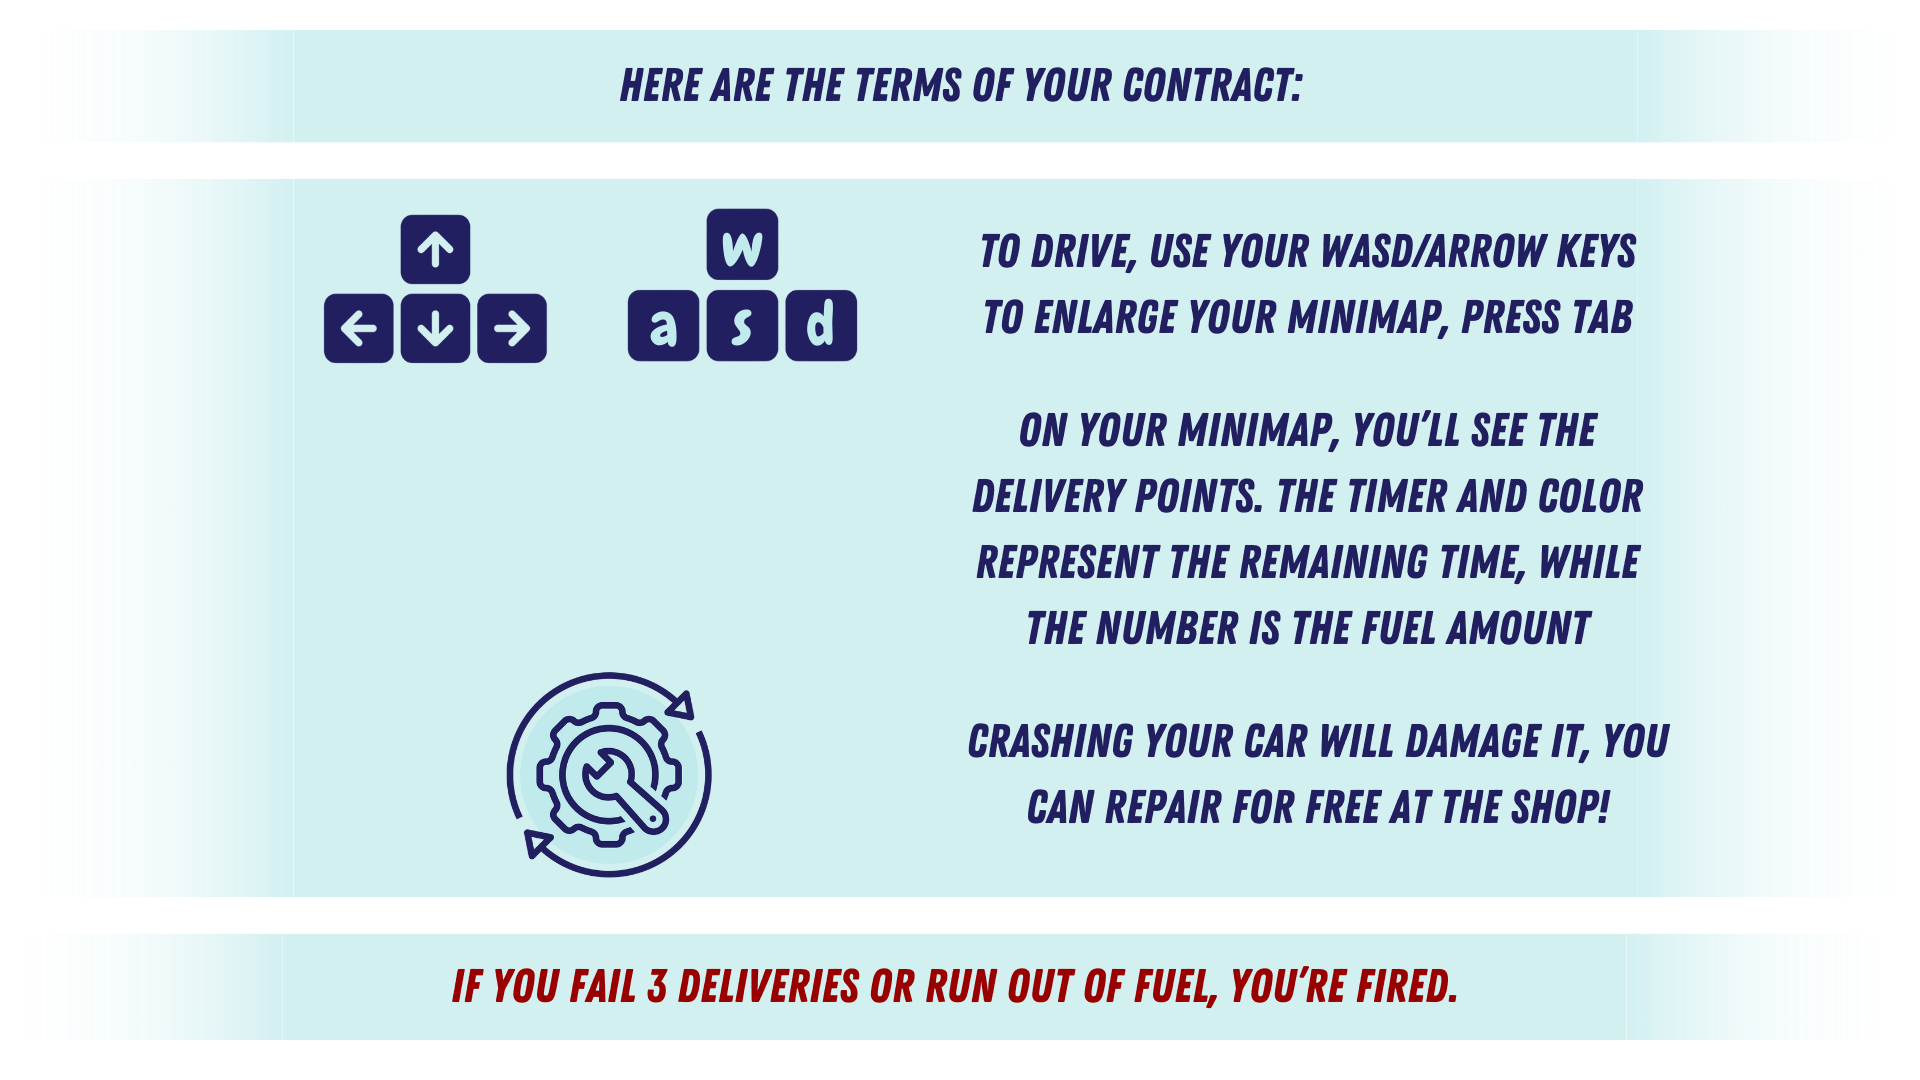 HERE ARE THE TERMS OF YOUR CONTRACT:
w
a s d
TO DRIVE, USE YOUR WASD/ARROW KEYS
TO ENLARGE YOUR MINIMAP, PRESS TAB
ON YOUR MINIMAP, YOU'LL SEE THE
DELIVERY POINTS. THE TIMER AND COLOR
REPRESENT THE REMAINING TIME, WHILE
THE NUMBER IS THE FUEL AMOUNT
CRASHING YOUR CAR WILL DAMAGE IT, YOU
CAN REPAIR FOR FREE AT THE SHOP!
IF YOU FAIL 3 DELIVERIES OR RUN OUT OF FUEL, YOU'RE FIRED.